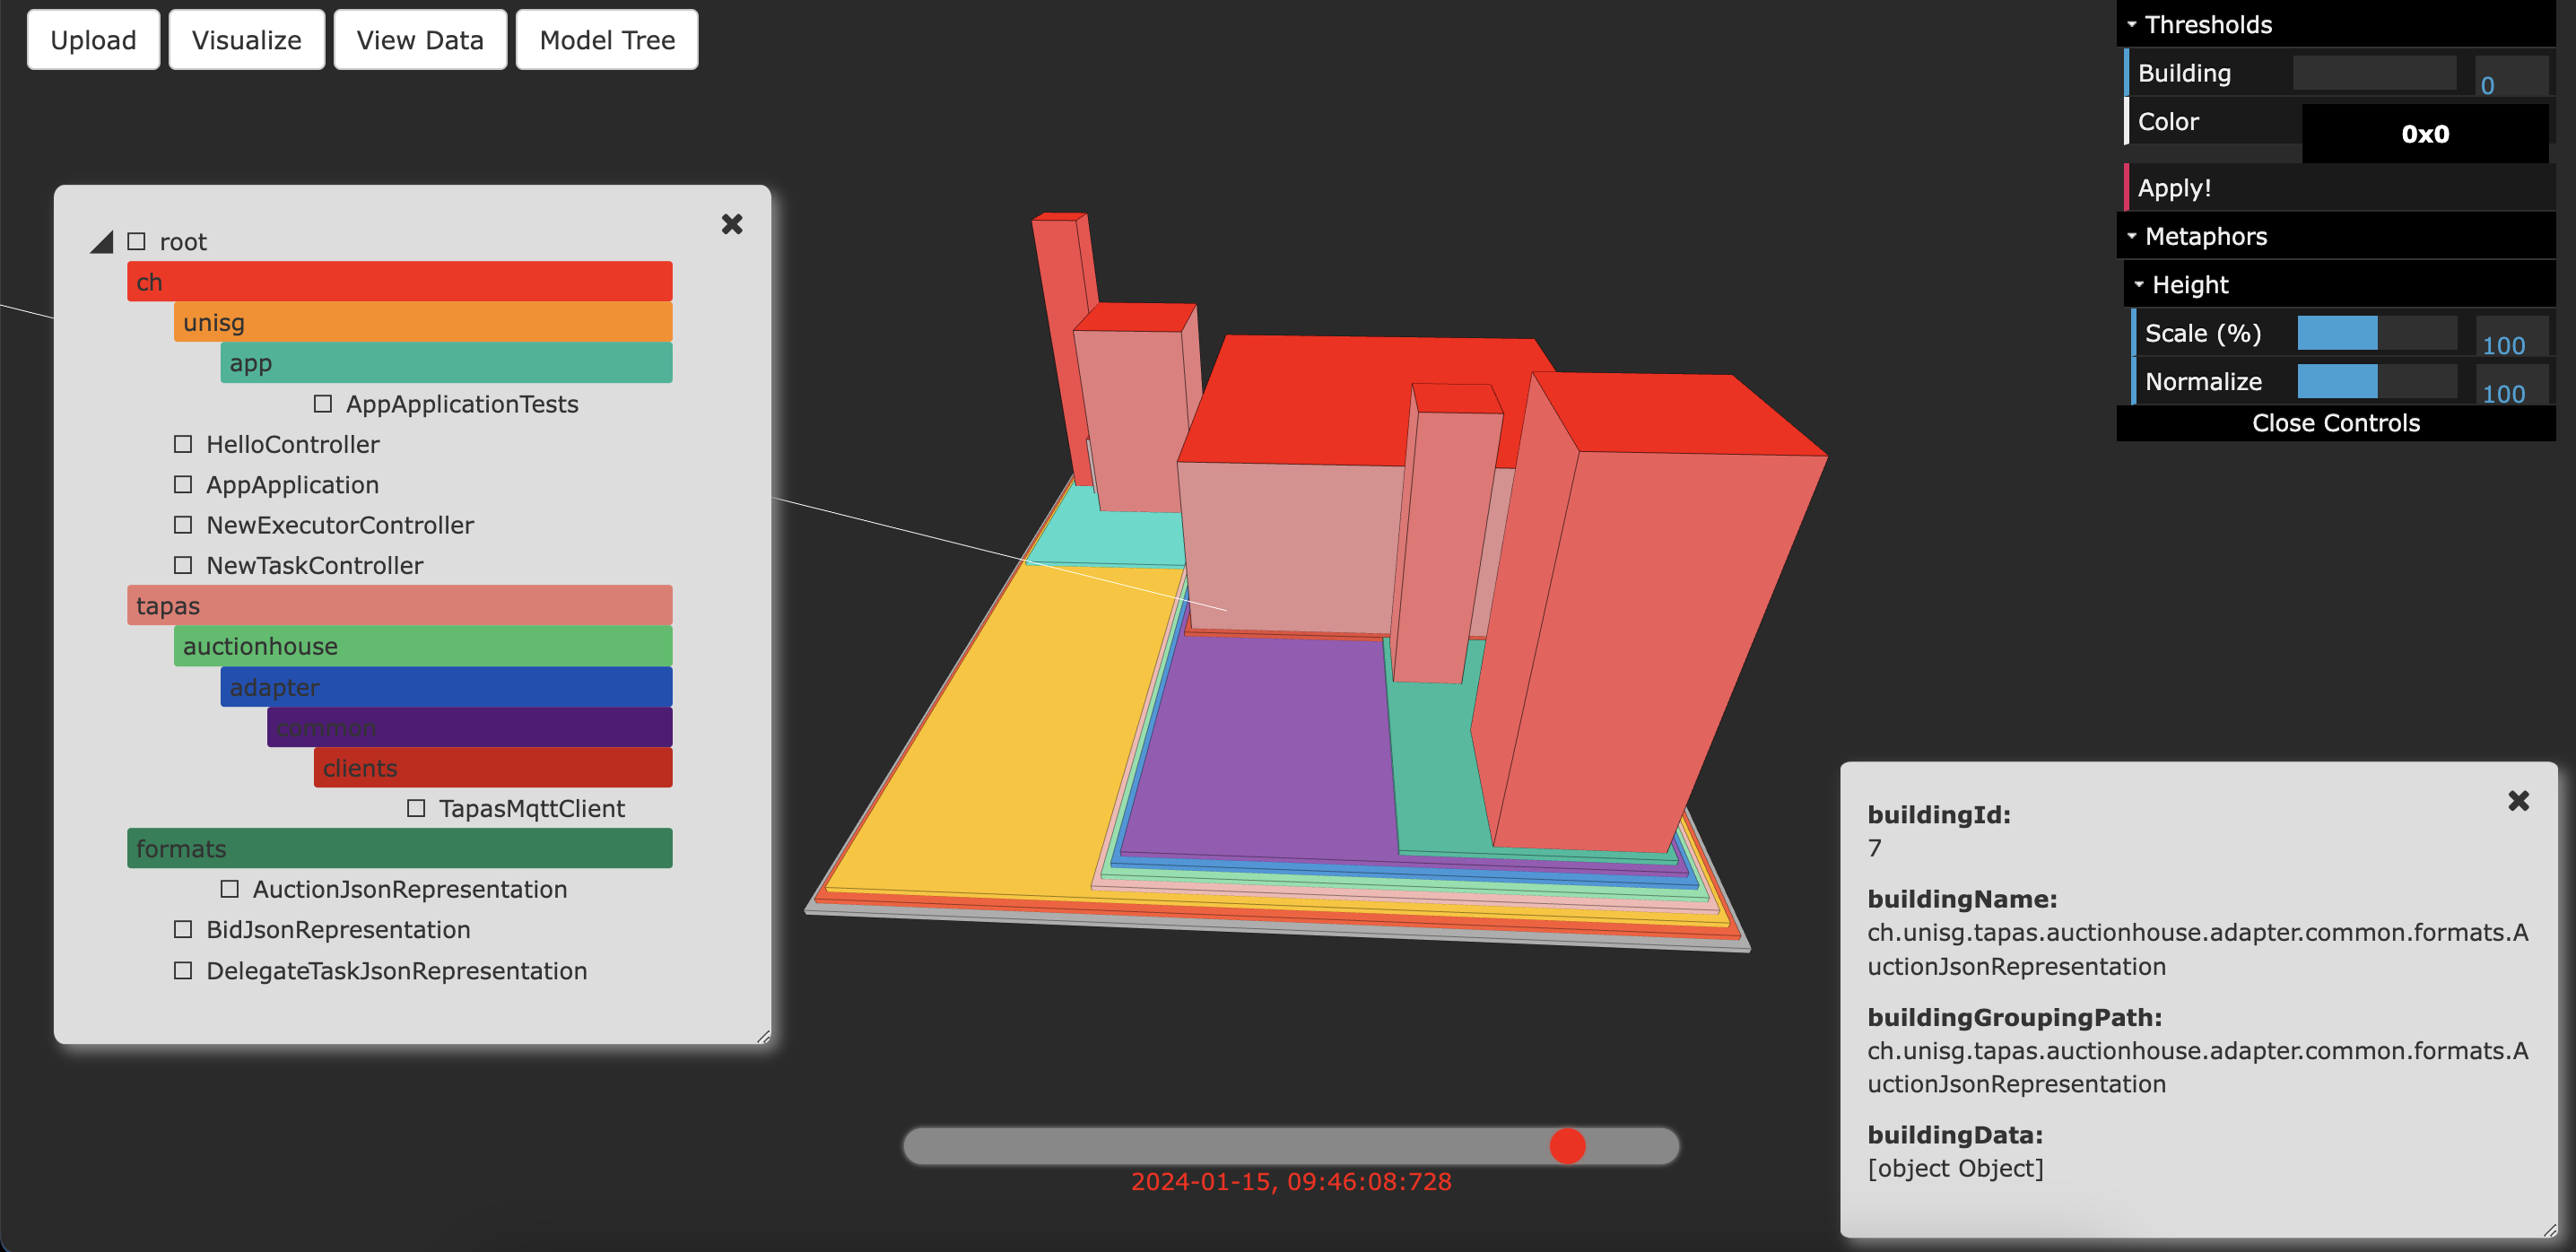 Upload
Visualize
View Data
Model Tree
root
ch
unisg
app
AppApplicationTests
HelloController
AppApplication
NewExecutorController
NewTaskController
tapas
auctionhouse
adapter
common
clients
TapasMqttClient
formats
AuctionJsonRepresentation
BidJsonRepresentation
DelegateTaskJsonRepresentation
Thresholds
Building 0
Color 0x0
Apply!
Metaphors
Height
Scale (%) 100
Normalize 100
Close Controls
buildingId:
7
buildingName:
ch.unisg.tapas.auctionhouse.adapter.common.formats.A
uctionJsonRepresentation
buildingGroupingPath:
ch.unisg.tapas.auctionhouse.adapter.common.formats.A
uctionJsonRepresentation
buildingData:
[object Object]
2024-01-15, 09:46:08:728